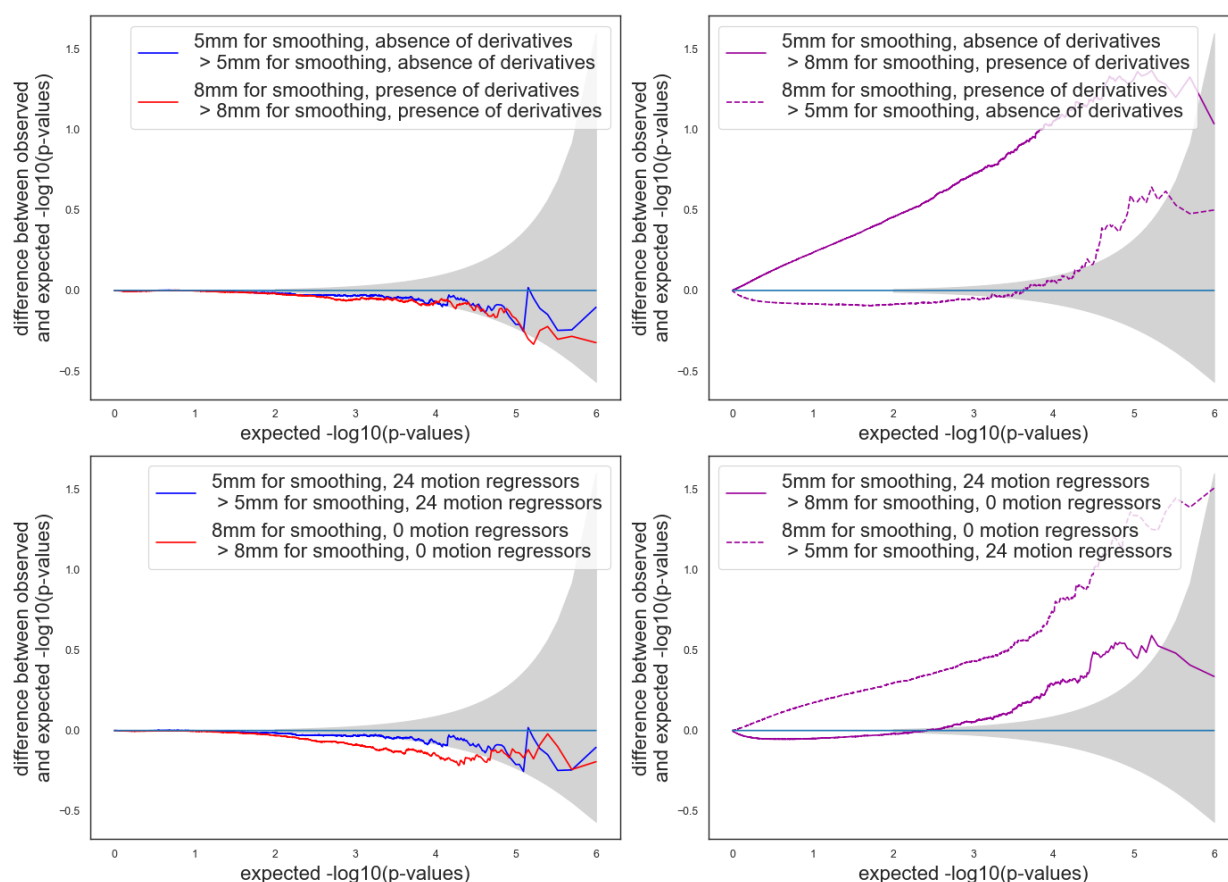 difference between observed
and expected -log10(p-values)
1.5
1.0
0.5
0.0
−0.5
5mm for smoothing, absence of derivatives
> 5mm for smoothing, absence of derivatives
8mm for smoothing, presence of derivatives
> 8mm for smoothing, presence of derivatives
0 1 2 3 4 5 6
expected -log10(p-values)
difference between observed
and expected -log10(p-values)
1.5
1.0
0.5
0.0
−0.5
5mm for smoothing, absence of derivatives
> 8mm for smoothing, presence of derivatives
8mm for smoothing, presence of derivatives
> 5mm for smoothing, absence of derivatives
0 1 2 3 4 5 6
expected -log10(p-values)
difference between observed
and expected -log10(p-values)
1.5
1.0
0.5
0.0
−0.5
5mm for smoothing, 24 motion regressors
> 5mm for smoothing, 24 motion regressors
8mm for smoothing, 0 motion regressors
> 8mm for smoothing, 0 motion regressors
0 1 2 3 4 5 6
expected -log10(p-values)
difference between observed
and expected -log10(p-values)
1.5
1.0
0.5
0.0
−0.5
5mm for smoothing, 24 motion regressors
> 8mm for smoothing, 0 motion regressors
8mm for smoothing, 0 motion regressors
> 5mm for smoothing, 24 motion regressors
0 1 2 3 4 5 6
expected -log10(p-values)